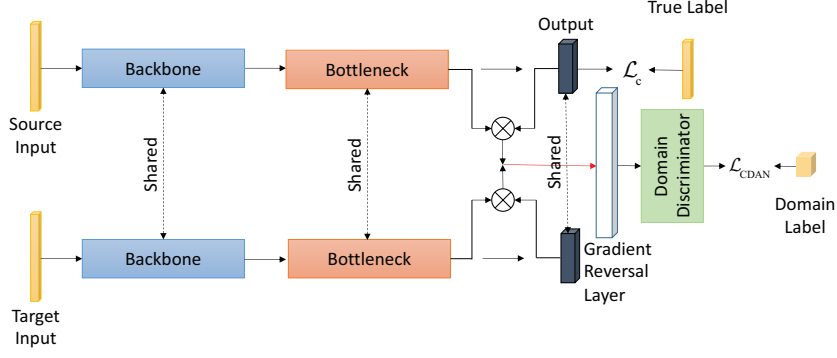 True Label
Output
Backbone
Bottleneck
ℒc
Source
Input
Shared
Shared
Shared
Domain
Discriminator
ℒCDAN
Domain
Label
Backbone
Bottleneck
Gradient
Reversal
Layer
Target
Input